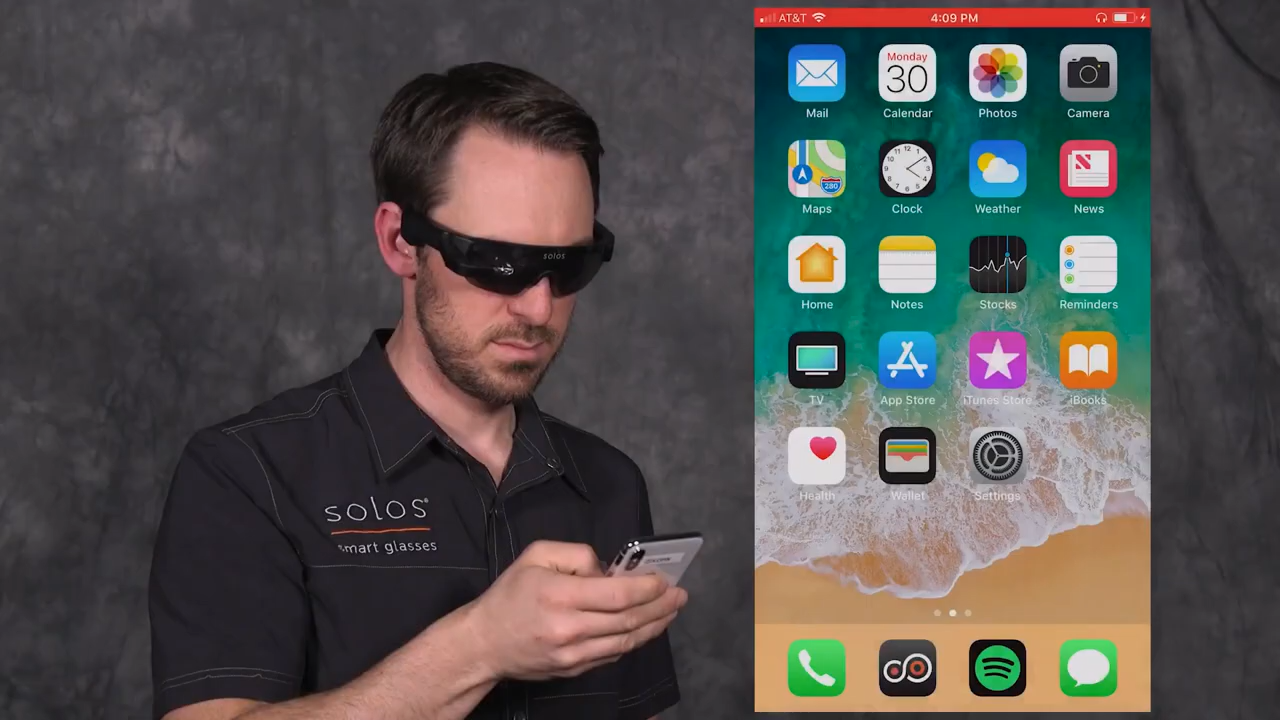 AT&T
4:09 PM
Monday
30
Mail
Calendar
Photos
Camera
12
280
Maps
Clock
Weather
News
Home
Notes
Stocks
Reminders
TV
App Store
iTunes Store
iBooks
Health
Wallet
Settings
solos
solos
smart glasses